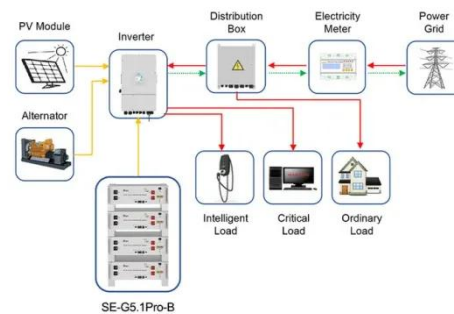 PV Module
Inverter
Distribution
Box
Electricity
Meter
Power
Grid
Alternator
Intelligent
Load
Critical
Load
Ordinary
Load
SE-G5.1Pro-B